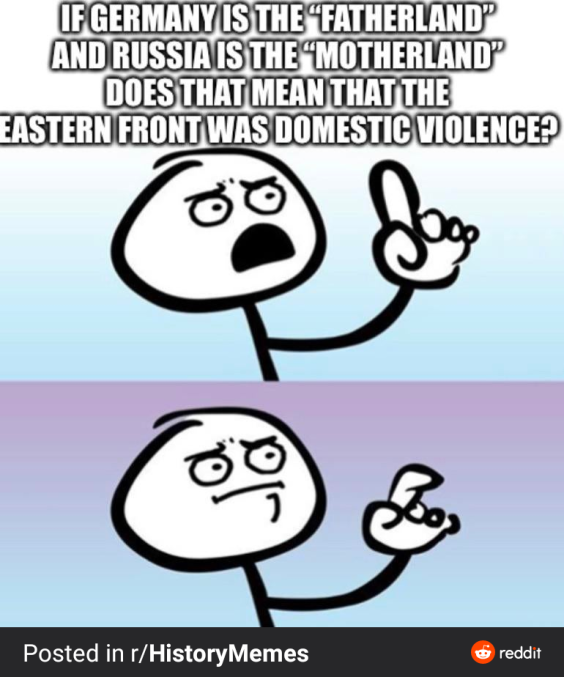 IF GERMANY IS THE "FATHERLAND"
AND RUSSIA IS THE "MOTHERLAND"
DOES THAT MEAN THAT THE
EASTERN FRONT WAS DOMESTIC VIOLENCE?
Posted in r/HistoryMemes
reddit